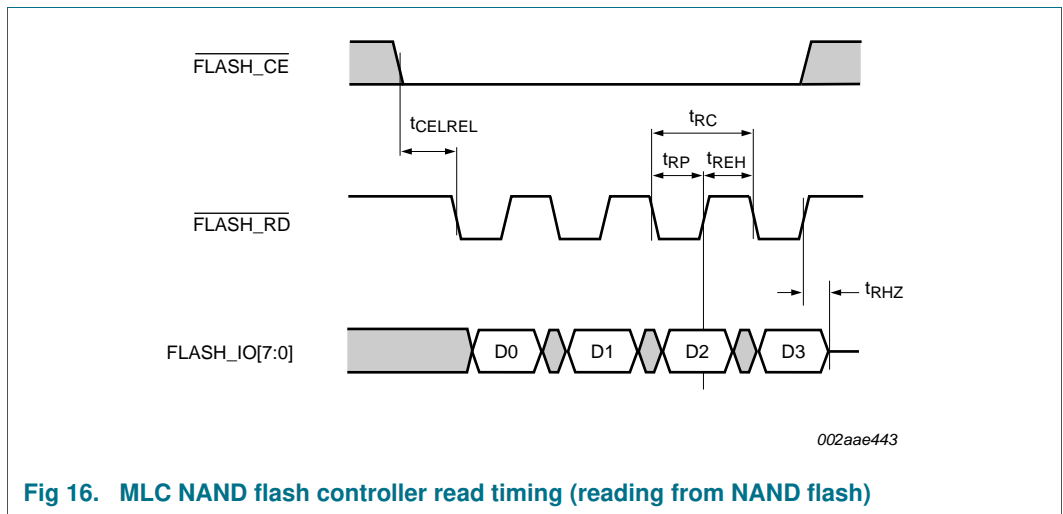 FLASH_CE
tCELREL
tRC
tRP
tREH
FLASH_RD
tRHZ
FLASH_IO[7:0]
D0
D1
D2
D3
002aae443
Fig 16. MLC NAND flash controller read timing (reading from NAND flash)